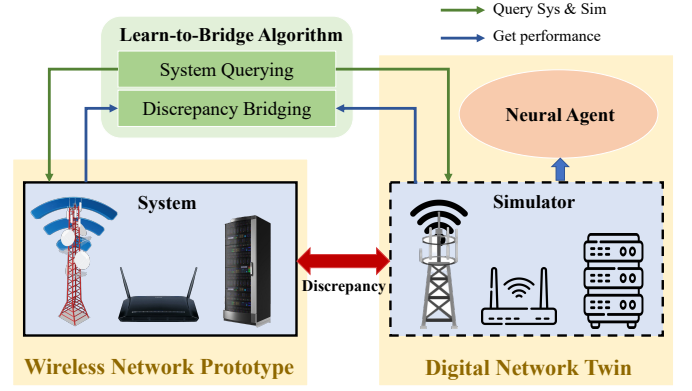 Query Sys & Sim
Get performance
Learn-to-Bridge Algorithm
System Querying
Discrepancy Bridging
Neural Agent
System
Simulator
Discrepancy
Wireless Network Prototype
Digital Network Twin